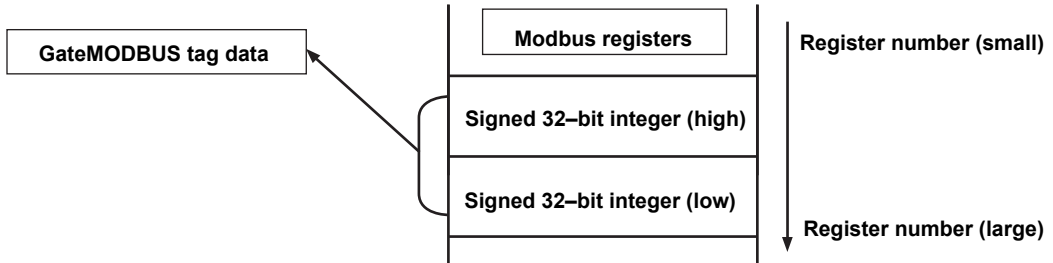 Modbus registers
Register number (small)
GateMODBUS tag data
Signed 32–bit integer (high)
Signed 32–bit integer (low)
Register number (large)